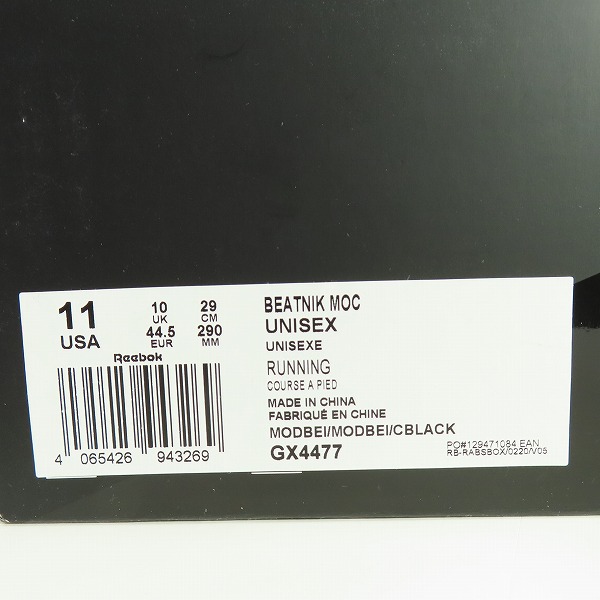 11
USA
10
UK
44.5
EUR
29
CM
290
MM
Reebok
4 065426 943269
BEATNIK MOC
UNISEX
UNISEXE
RUNNING
COURSE A PIED
MADE IN CHINA
FABRIQUÉ EN CHINE
MODBEI/MODBEI/CBLACK
GX4477
PO#129471084 EAN
RB-RABSBOX/0220/V05